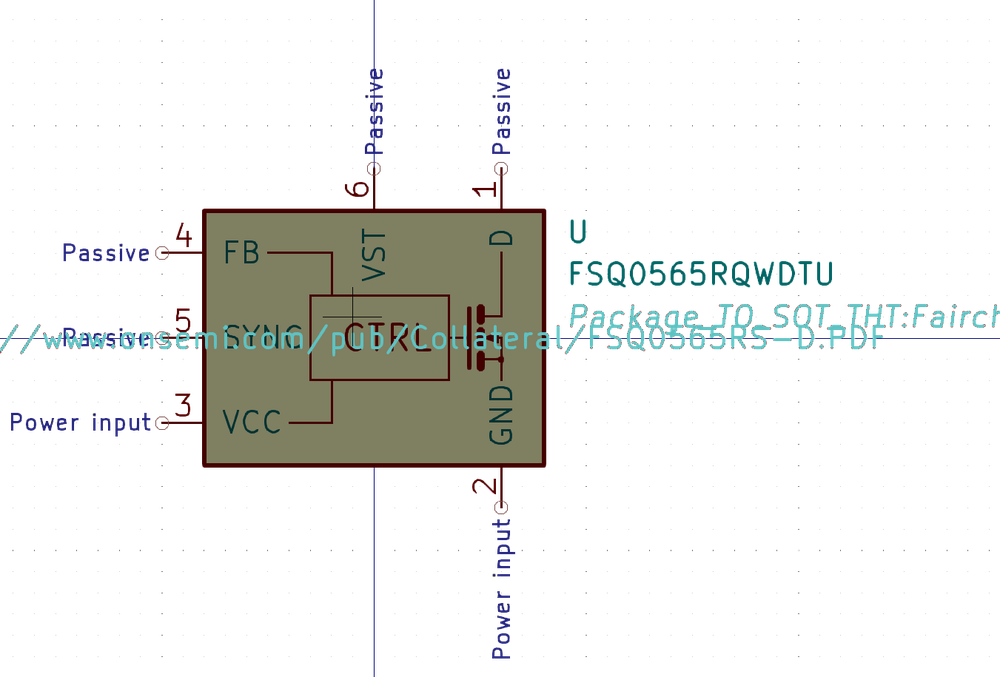 Passive
Passive
6
1
Passive
4
FB
VST
D
U
FSQ0565RQWDTU
Package_TO_SOT_THT:Fairch
Passive
5
SYNC
CTRL
//www.onsemi.com/pub/Collateral/FSQ0565RS-D.PDF
Power input
3
VCC
GND
2
Power input